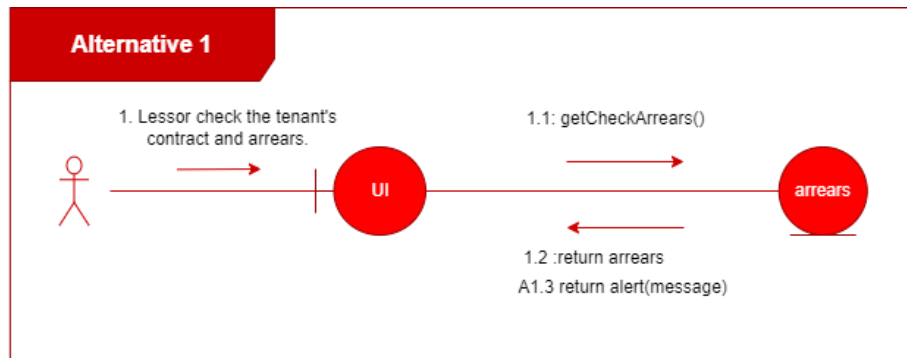 Alternative 1
1. Lessor check the tenant's
contract and arrears.
1.1: getCheckArrears()
UI
arrears
1.2 :return arrears
A1.3 return alert(message)